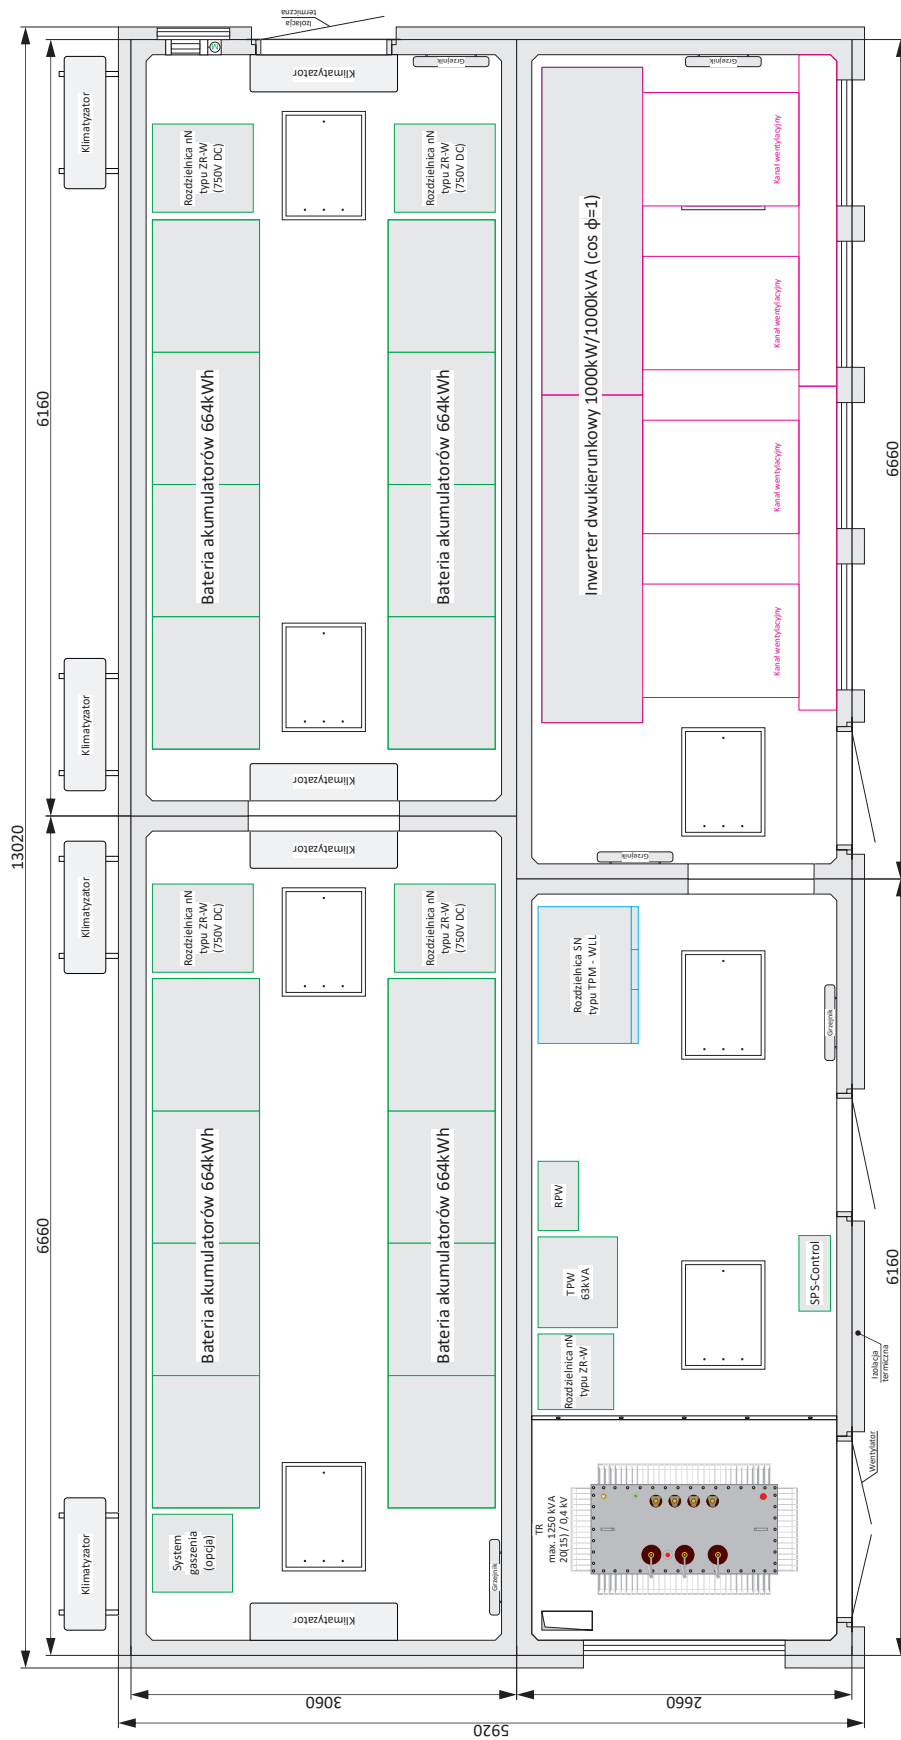 Izolacja
termiczna
M
Klimatyzator
Klimatyzator
Grzejnik
Grzejnik
Rozdzielnica nN
typu ZR-W
(750V DC)
Rozdzielnica nN
typu ZR-W
(750V DC)
Kanał wentylacyjny
Inwerter dwukierunkowy 1000kW/1000kVA (cos ϕ=1)
Kanał wentylacyjny
6160
Bateria akumulatorów 664kWh
Bateria akumulatorów 664kWh
6660
Kanał wentylacyjny
Kanał wentylacyjny
Klimatyzator
Klimatyzator
13020
Klimatyzator
Klimatyzator
Grzejnik
Rozdzielnica nN
typu ZR-W
(750V DC)
Rozdzielnica nN
typu ZR-W
(750V DC)
Rozdzielnica SN
typu TPM - WLL
Grzejnik
Bateria akumulatorów 664kWh
Bateria akumulatorów 664kWh
RPW
6660
TPW
63kVA
SPS-Control
6160
Rozdzielnica nN
typu ZR-W
Izolacja
termiczna
Wentylator
TR
max. 1250 kVA
20(15) / 0,4 kV
System
gaszenia
(opcja)
Klimatyzator
Grzejnik
Klimatyzator
3060
2660
5920